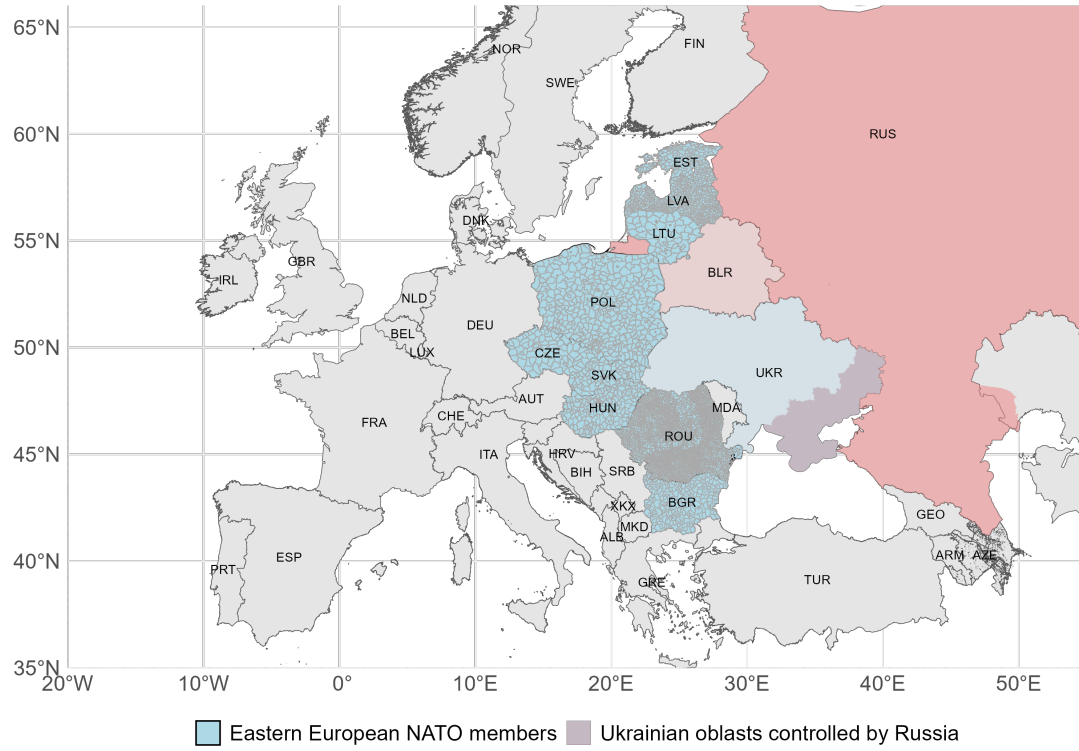 65°N
NOR
FIN
SWE
60°N
RUS
EST
LVA
55°N
DNK
LTU
GBR
IRL
BLR
NLD
POL
BEL
DEU
50°N
LUX
CZE
UKR
SVK
AUT
HUN
MDA
CHE
FRA
ROU
45°N
ITA
HRV
BIH
SRB
BGR
XKX
GEO
MKD
ALB
40°N
ESP
ARM
AZE
PRT
GRE
TUR
35°N
20°W
10°W
0°
10°E
20°E
30°E
40°E
50°E
Eastern European NATO members
Ukrainian oblasts controlled by Russia